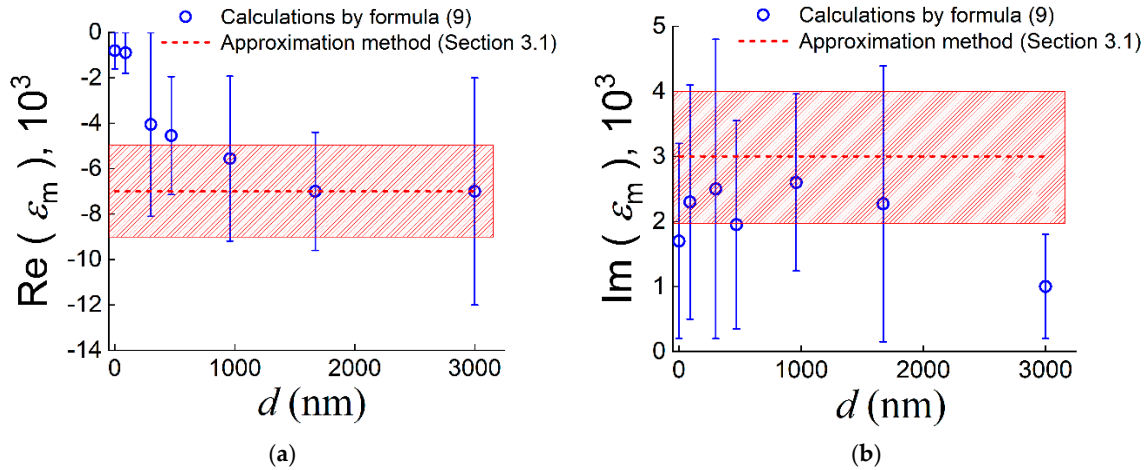 Calculations by formula (9)
Approximation method (Section 3.1)
Re ( εm ), 10³
0
-2
-4
-6
-8
-10
-12
-14
0
1000
2000
3000
d (nm)
(a)
Calculations by formula (9)
Approximation method (Section 3.1)
Im ( εm ), 10³
5
4
3
2
1
0
0
1000
2000
3000
d (nm)
(b)